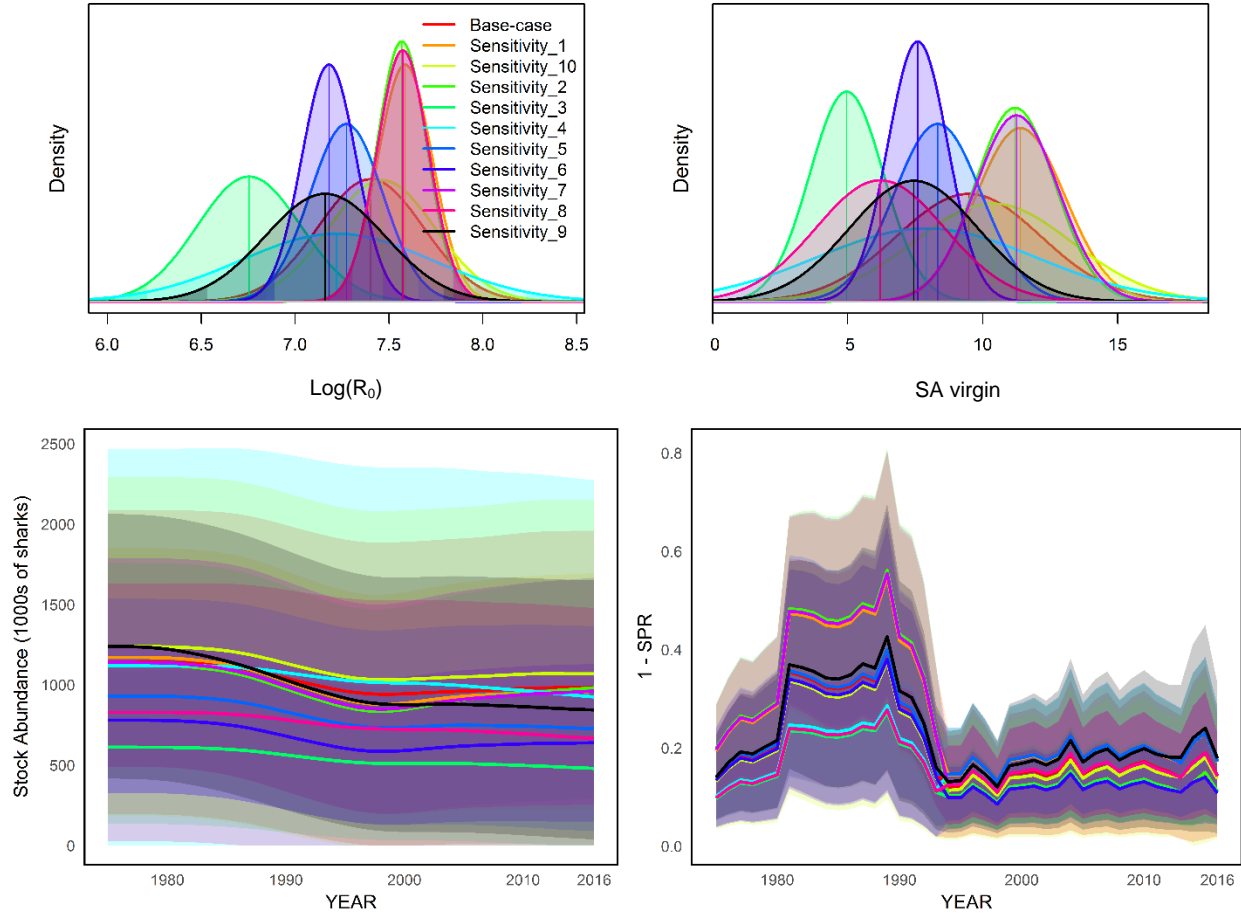 Density
Base-case
Sensitivity_1
Sensitivity_10
Sensitivity_2
Sensitivity_3
Sensitivity_4
Sensitivity_5
Sensitivity_6
Sensitivity_7
Sensitivity_8
Sensitivity_9
6.0 6.5 7.0 7.5 8.0 8.5
Log(R₀)
Density
0 5 10 15
SA virgin
Stock Abundance (1000s of sharks)
2500
2000
1500
1000
500
0
1980 1990 2000 2010 2016
YEAR
1 - SPR
0.8
0.6
0.4
0.2
0.0
1980 1990 2000 2010 2016
YEAR